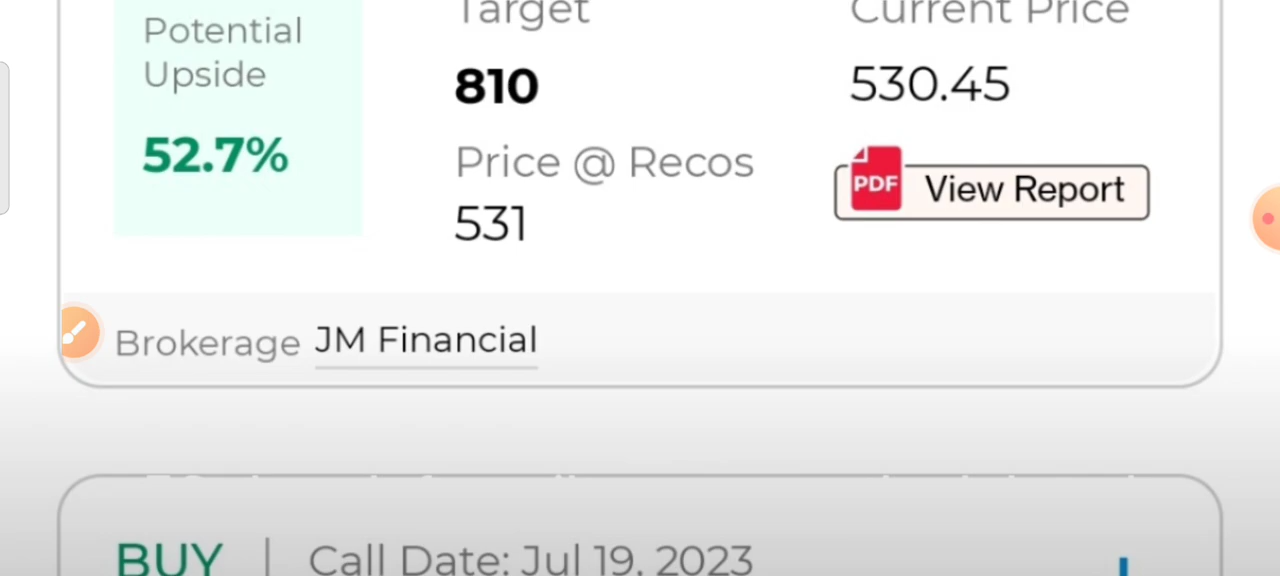 Potential
Upside
52.7%
Target
810
Price @ Recos
531
Current Price
530.45
PDF View Report
Brokerage JM Financial
BUY | Call Date: Jul 19, 2023